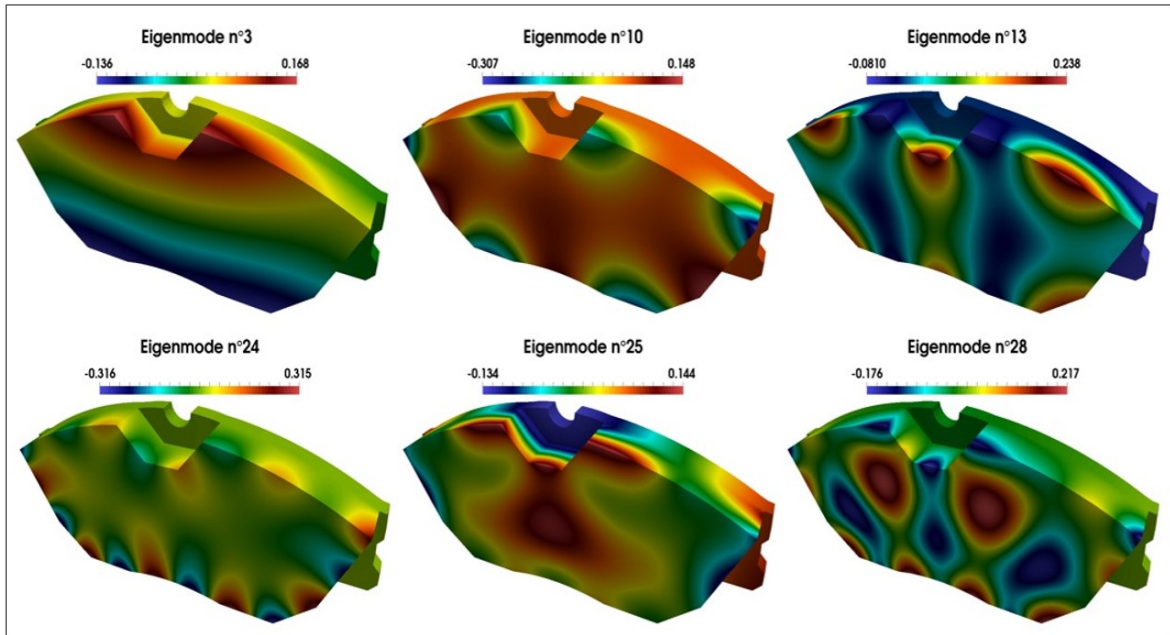 Eigenmode n°3
-0.136 0.168
Eigenmode n°10
-0.307 0.148
Eigenmode n°13
-0.0810 0.238
Eigenmode n°24
-0.316 0.315
Eigenmode n°25
-0.134 0.144
Eigenmode n°28
-0.176 0.217